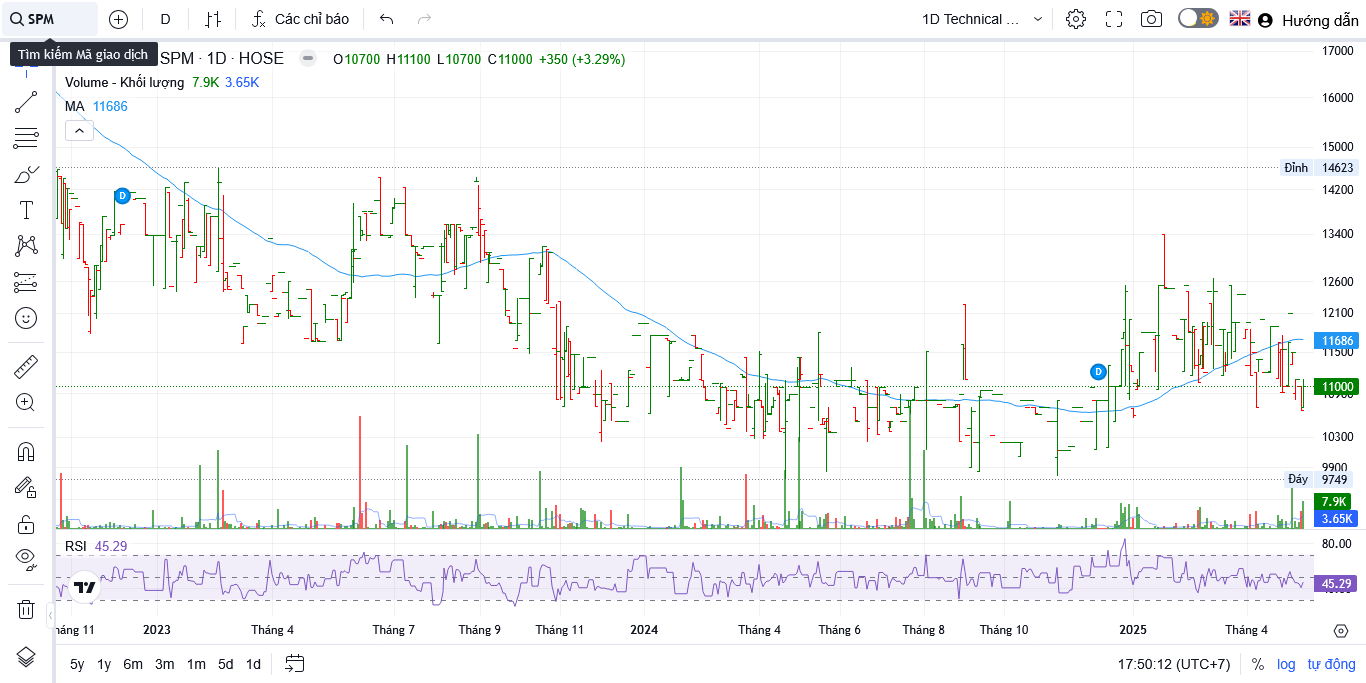 SPM
D
Các chỉ báo
1D Technical ...
Hướng dẫn
Tìm kiếm Mã giao dịch
SPM · 1D · HOSE
O10700 H11100 L10700 C11000 +350 (+3.29%)
Volume - Khối lượng 7.9K 3.65K
MA 11686
17000
16000
15000
Đỉnh 14623
14200
13400
12600
12100
11686
11500
11000
10900
10300
9900
Đáy 9749
7.9K
3.65K
D
D
RSI 45.29
80.00
45.29
háng 11 2023 Tháng 4 Tháng 7 Tháng 9 Tháng 11 2024 Tháng 4 Tháng 6 Tháng 8 Tháng 10 2025 Tháng 4
5y 1y 6m 3m 1m 5d 1d
17:50:12 (UTC+7) % log tự động